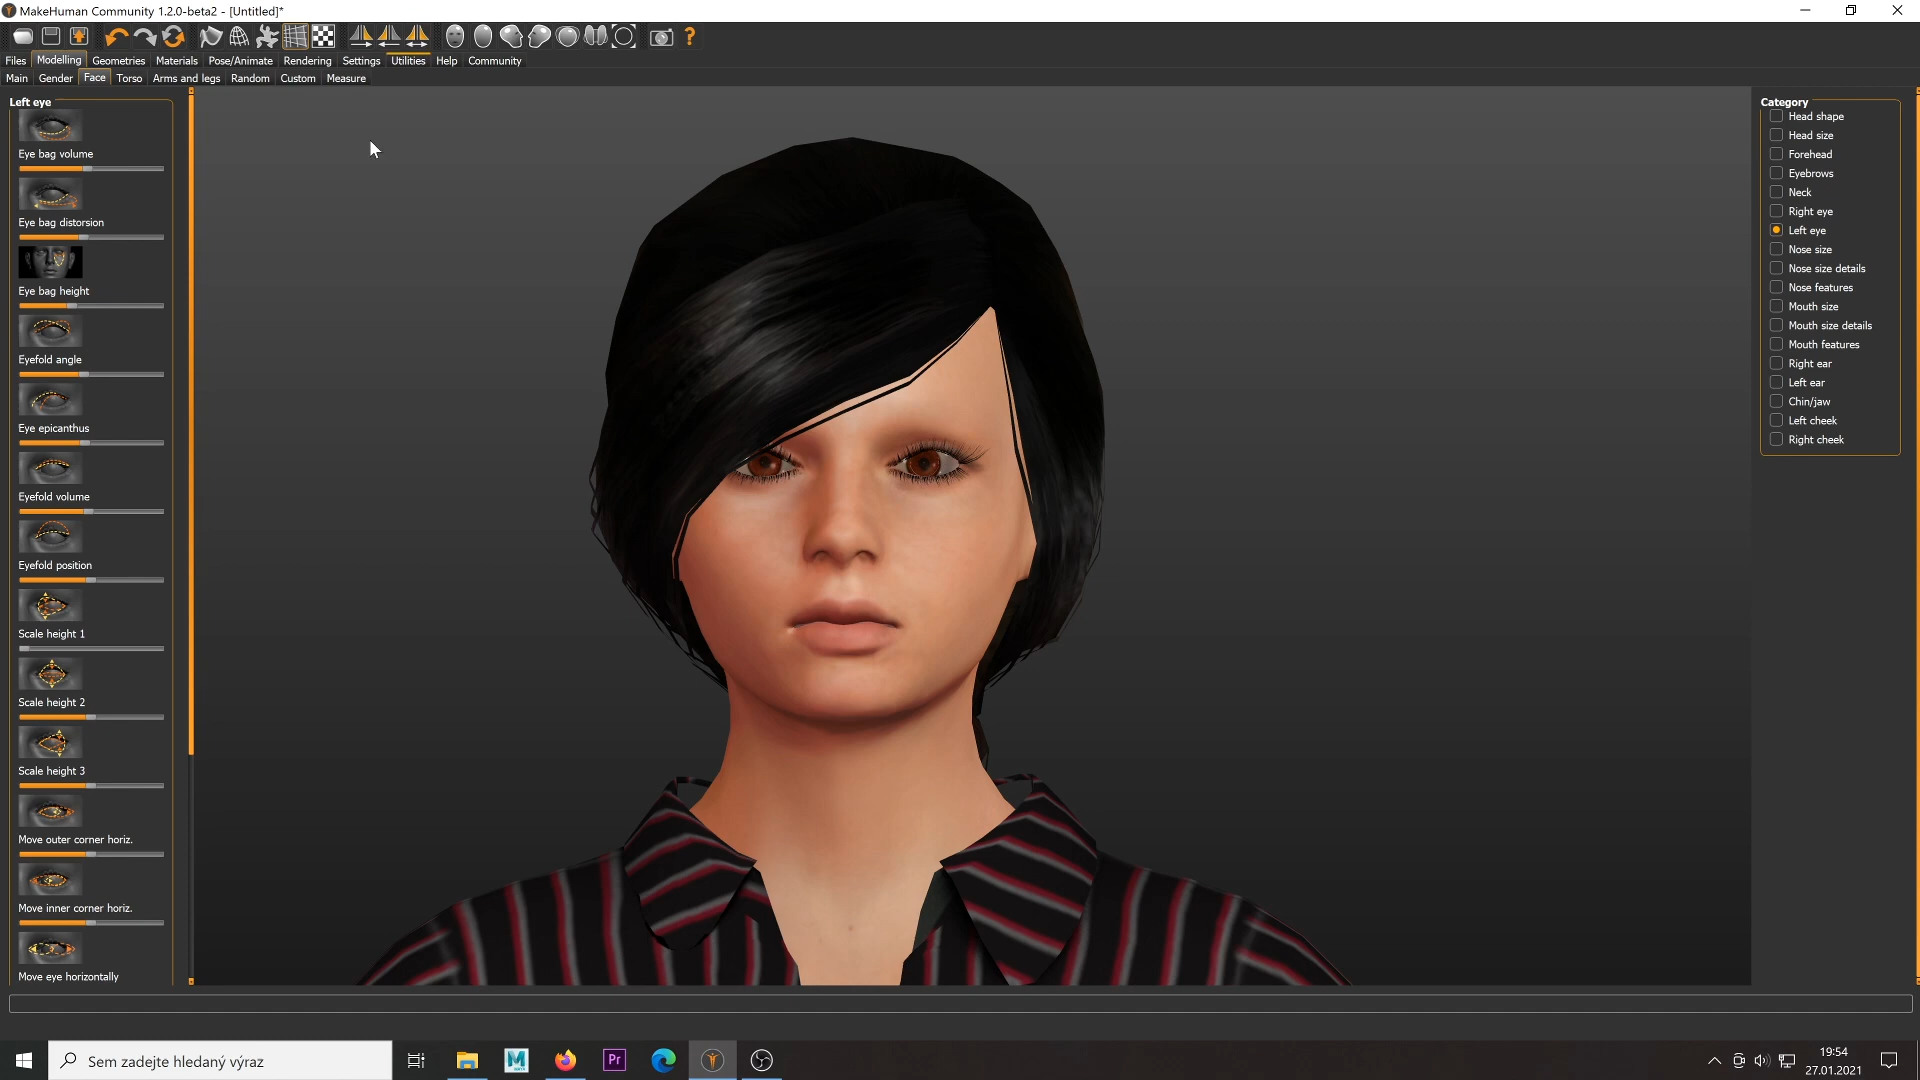 MakeHuman Community 1.2.0-beta2 - [Untitled]*
Files Modelling Geometries Materials Pose/Animate Rendering Settings Utilities Help Community
Main Gender Face Torso Arms and legs Random Custom Measure
Left eye
Eye bag volume
Eye bag distorsion
Eye bag height
Eyefold angle
Eye epicanthus
Eyefold volume
Eyefold position
Scale height 1
Scale height 2
Scale height 3
Move outer corner horiz.
Move inner corner horiz.
Move eye horizontally
Category
Head shape
Head size
Forehead
Eyebrows
Neck
Right eye
Left eye
Nose size
Nose size details
Nose features
Mouth size
Mouth size details
Mouth features
Right ear
Left ear
Chin/jaw
Left cheek
Right cheek
Sem zadejte hledaný výraz
M
Pr
19:54
27.01.2021